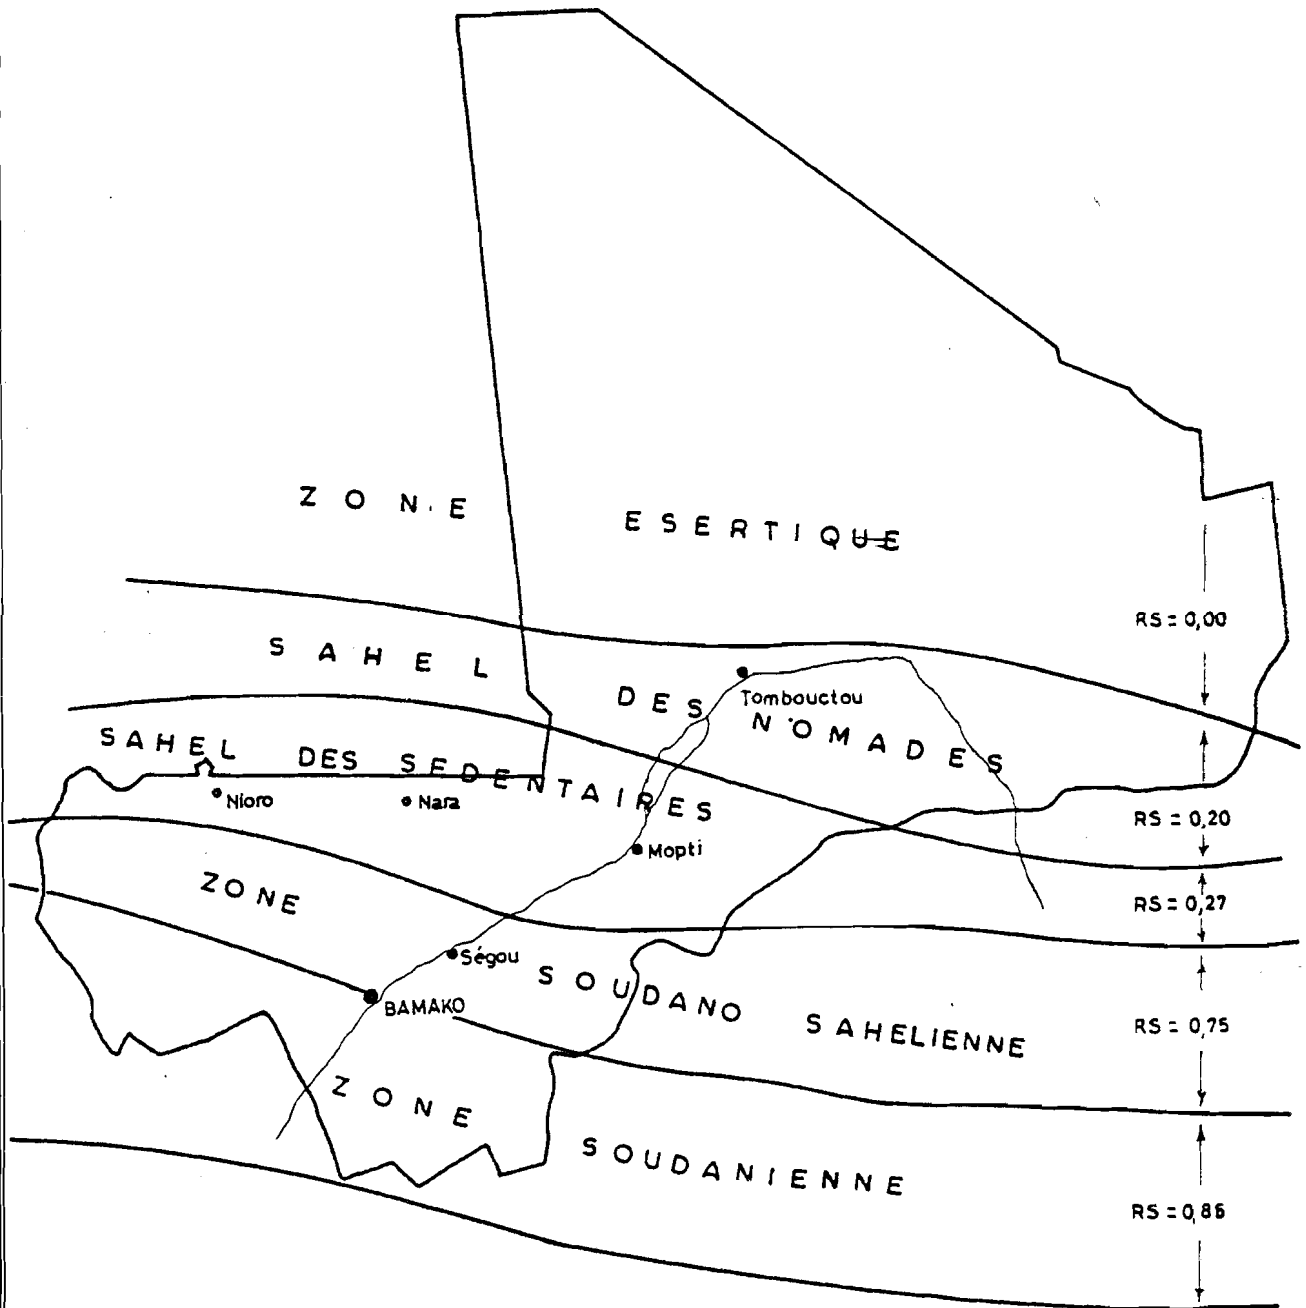 ZONE ESERTIQUE
RS = 0,00
SAHEL DES NOMADES
Tombouctou
SAHEL DES SEDENTAIRES
Nioro
Nara
RS = 0,20
Mopti
ZONE SOUDANO SAHELIENNE
RS = 0,27
Ségou
BAMAKO
RS = 0,75
ZONE SOUDANIENNE
RS = 0,86